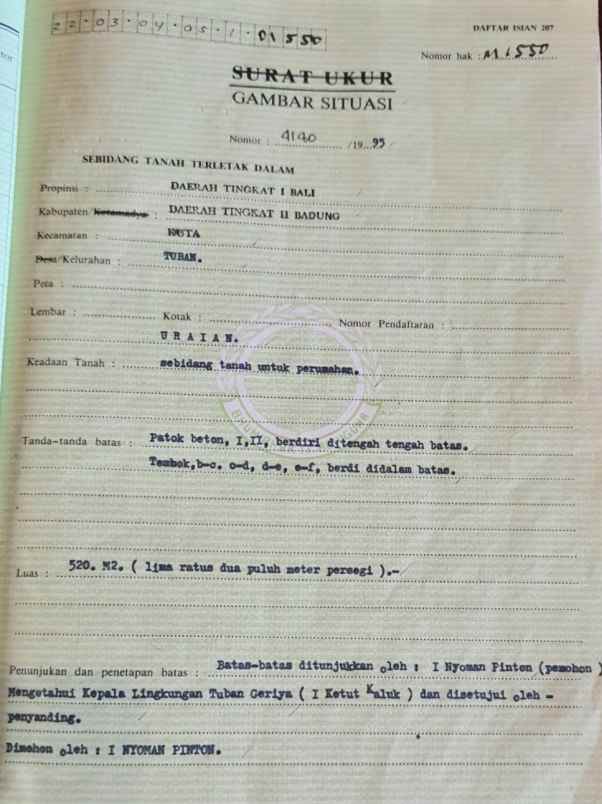 22·03·04·05·1·01550
DAFTAR ISIAN 207
Nomor hak : M 1550
SURAT UKUR
GAMBAR SITUASI
Nomor : 4140 /19 95
SEBIDANG TANAH TERLETAK DALAM
Propinsi : DAERAH TINGKAT I BALI
Kabupaten/Kotamadya : DAERAH TINGKAT II BADUNG
Kecamatan : KUTA
Desa/Kelurahan : TUBAN.
Peta :
Lembar : Kotak : Nomor Pendaftaran :
U R A I A N.
Keadaan Tanah : sebidang tanah untuk perumahan.
Tanda-tanda batas : Patok beton, I,II, berdiri ditengah tengah batas.
Tembok,b-c. c-d, d-e, e-f, berdi didalam batas.
Luas : 520. M2. ( lima ratus dua puluh meter persegi ).-
Penunjukan dan penetapan batas : Batas-batas ditunjukkan oleh : I Nyoman Pinton (pemohon )
Mengetahui Kepala Lingkungan Tuban Geriya ( I Ketut Kaluk ) dan disetujui oleh -
penyanding.
Dimohon oleh : I NYOMAN PINTON.